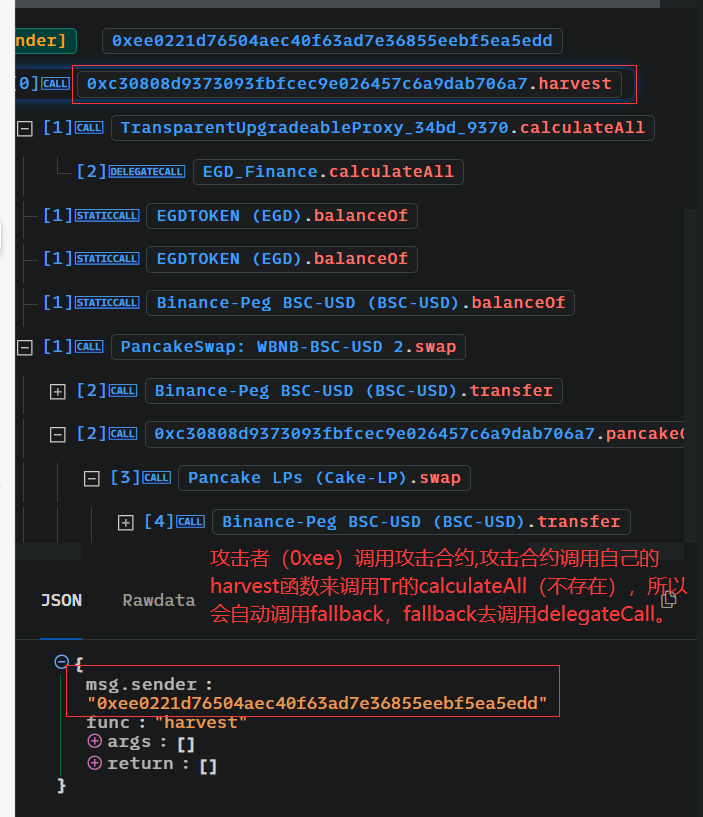 nder] 0xee0221d76504aec40f63ad7e36855eebf5ea5edd
0] CALL 0xc30808d9373093fbfcec9e026457c6a9dab706a7.harvest
[1] CALL TransparentUpgradeableProxy_34bd_9370.calculateAll
[2] DELEGATECALL EGD_Finance.calculateAll
[1] STATICCALL EGDTOKEN (EGD).balanceOf
[1] STATICCALL EGDTOKEN (EGD).balanceOf
[1] STATICCALL Binance-Peg BSC-USD (BSC-USD).balanceOf
[1] CALL PancakeSwap: WBNB-BSC-USD 2.swap
[2] CALL Binance-Peg BSC-USD (BSC-USD).transfer
[2] CALL 0xc30808d9373093fbfcec9e026457c6a9dab706a7.pancakeC
[3] CALL Pancake LPs (Cake-LP).swap
[4] CALL Binance-Peg BSC-USD (BSC-USD).transfer
攻击者（0xee）调用攻击合约,攻击合约调用自己的
harvest函数来调用Tr的calculateAll（不存在），所以
会自动调用fallback，fallback去调用delegateCall。
JSON Rawdata
{
msg.sender :
"0xee0221d76504aec40f63ad7e36855eebf5ea5edd"
func : "harvest"
args : []
return : []
}